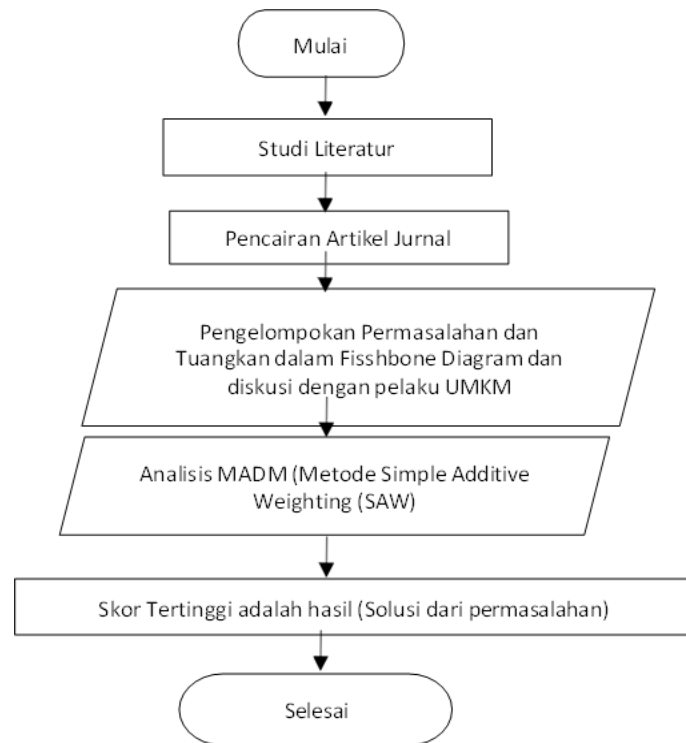 Mulai
Studi Literatur
Pencairan Artikel Jurnal
Pengelompokan Permasalahan dan
Tuangkan dalam Fisshbone Diagram dan
diskusi dengan pelaku UMKM
Analisis MADM (Metode Simple Additive
Weighting (SAW)
Skor Tertinggi adalah hasil (Solusi dari permasalahan)
Selesai